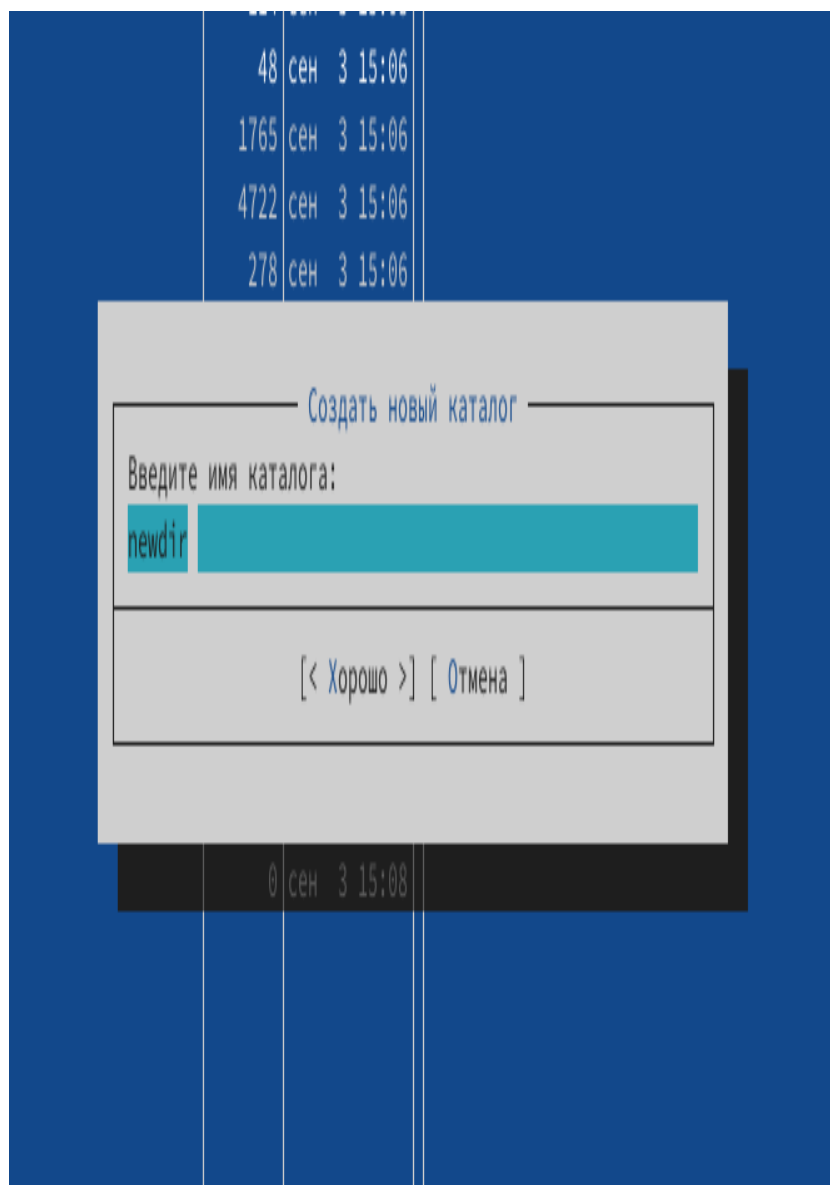 48 сен 3 15:06
1765 сен 3 15:06
4722 сен 3 15:06
278 сен 3 15:06
Создать новый каталог
Введите имя каталога:
newdir
[< Хорошо >] [ Отмена ]
0 сен 3 15:08